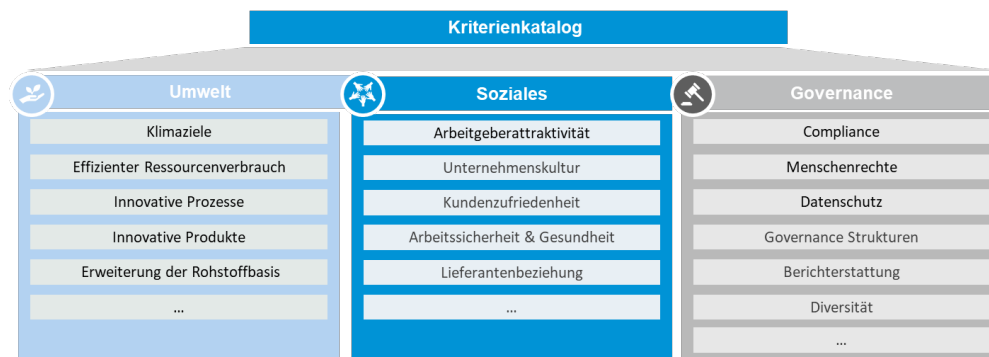 Kriterienkatalog
Umwelt
Klimaziele
Effizienter Ressourcenverbrauch
Innovative Prozesse
Innovative Produkte
Erweiterung der Rohstoffbasis
...
Soziales
Arbeitgeberattraktivität
Unternehmenskultur
Kundenzufriedenheit
Arbeitssicherheit & Gesundheit
Lieferantenbeziehung
...
Governance
Compliance
Menschenrechte
Datenschutz
Governance Strukturen
Berichterstattung
Diversität
...